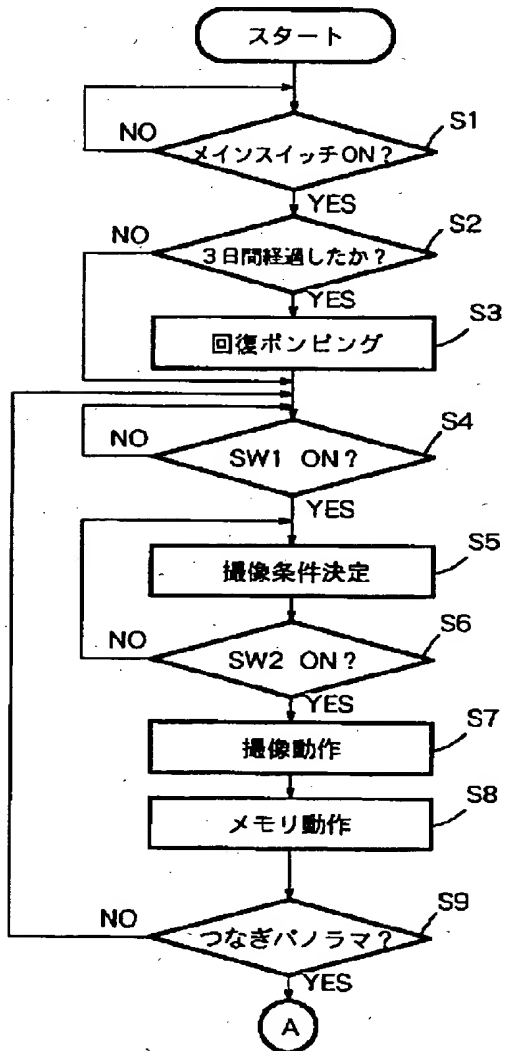 スタート
NO
メインスイッチON？
S1
YES
NO
3日間経過したか？
S2
YES
回復ポンピング
S3
NO
SW1 ON？
S4
YES
撮像条件決定
S5
NO
SW2 ON？
S6
YES
撮像動作
S7
メモリ動作
S8
NO
つなぎパノラマ？
S9
YES
A